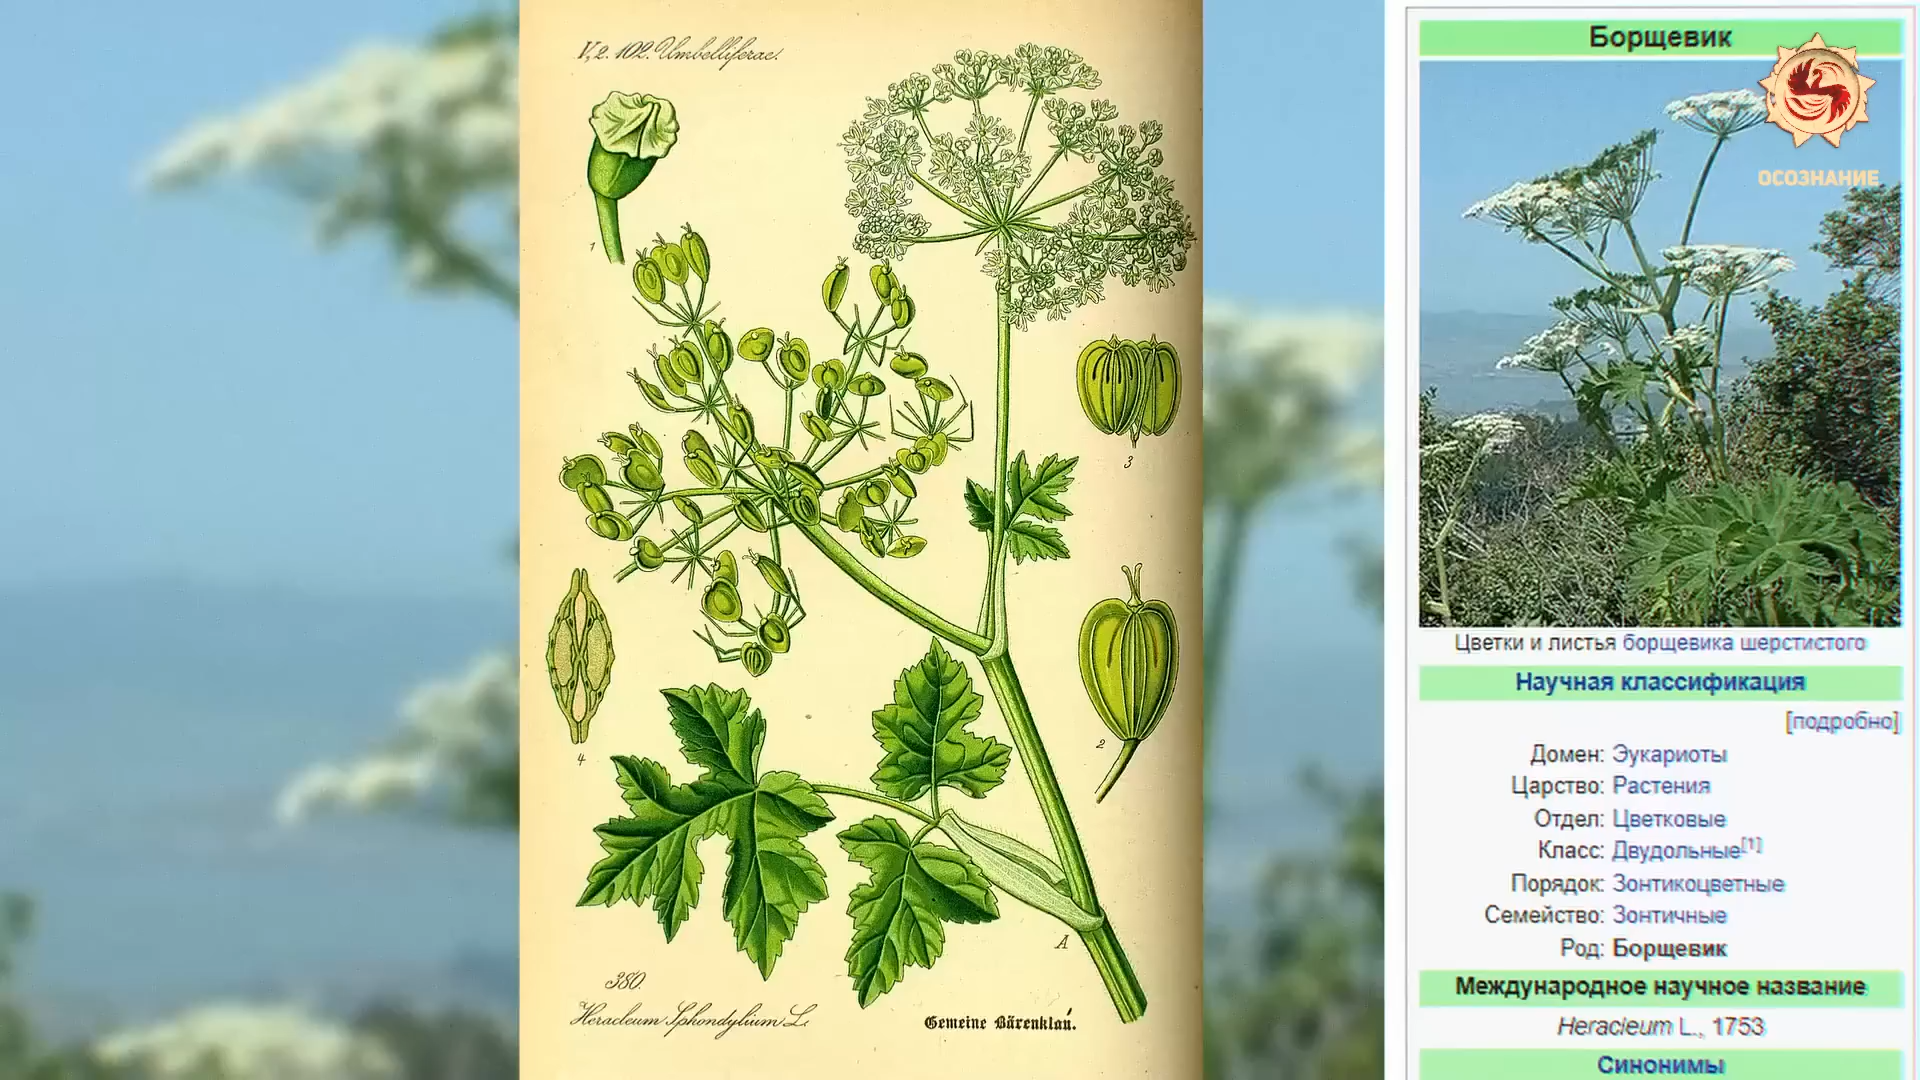 V, 2. 102. Umbelliferae.
1
3
2
4
A
380.
Heracleum Sphondylium L.
Gemeine Bärenklau.
Борщевик
ОСОЗНАНИЕ
Цветки и листья борщевика шерстистого
Научная классификация
[подробно]
Домен: Эукариоты
Царство: Растения
Отдел: Цветковые
Класс: Двудольные[1]
Порядок: Зонтикоцветные
Семейство: Зонтичные
Род: Борщевик
Международное научное название
Heracleum L., 1753
Синонимы